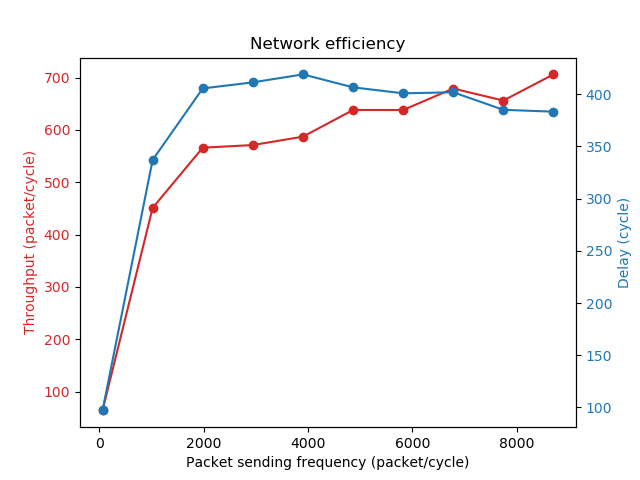 Network efficiency
Throughput (packet/cycle)
700
600
500
400
300
200
100
400
350
300
250
200
150
100
Delay (cycle)
0 2000 4000 6000 8000
Packet sending frequency (packet/cycle)